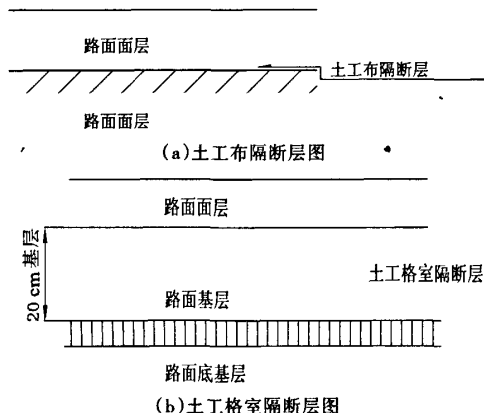 路面面层
土工布隔断层
路面面层
(a)土工布隔断层图
路面面层
20 cm 基层
土工格室隔断层
路面基层
路面底基层
(b)土工格室隔断层图